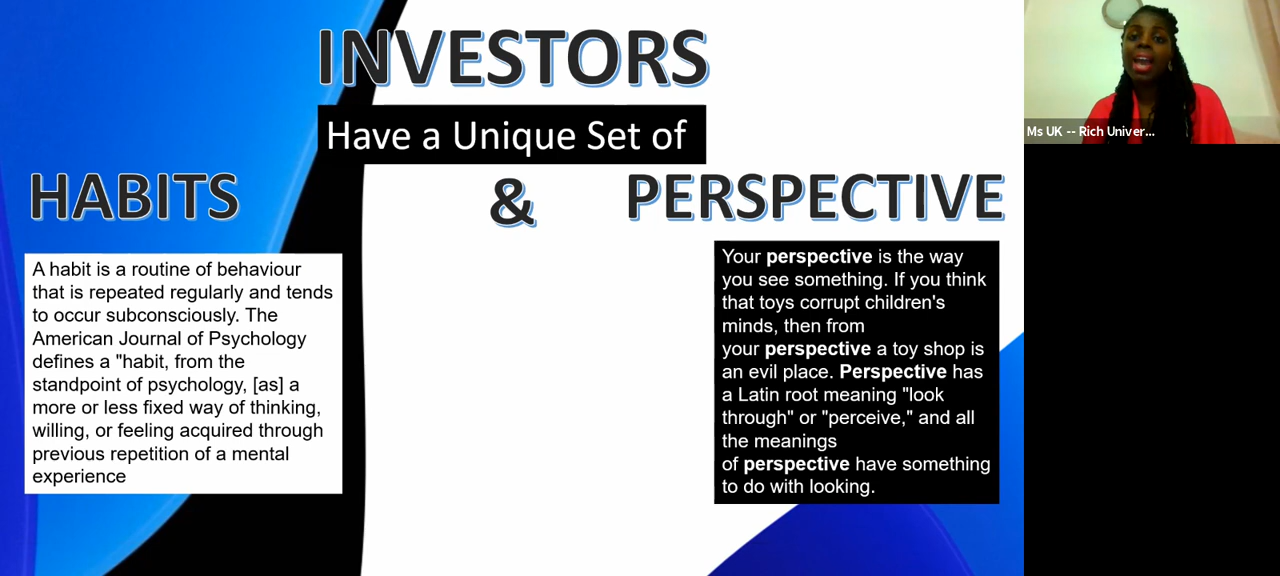 INVESTORS
Have a Unique Set of
HABITS & PERSPECTIVE
A habit is a routine of behaviour
that is repeated regularly and tends
to occur subconsciously. The
American Journal of Psychology
defines a "habit, from the
standpoint of psychology, [as] a
more or less fixed way of thinking,
willing, or feeling acquired through
previous repetition of a mental
experience
Your perspective is the way
you see something. If you think
that toys corrupt children's
minds, then from
your perspective a toy shop is
an evil place. Perspective has
a Latin root meaning "look
through" or "perceive," and all
the meanings
of perspective have something
to do with looking.
Ms UK -- Rich Univer...